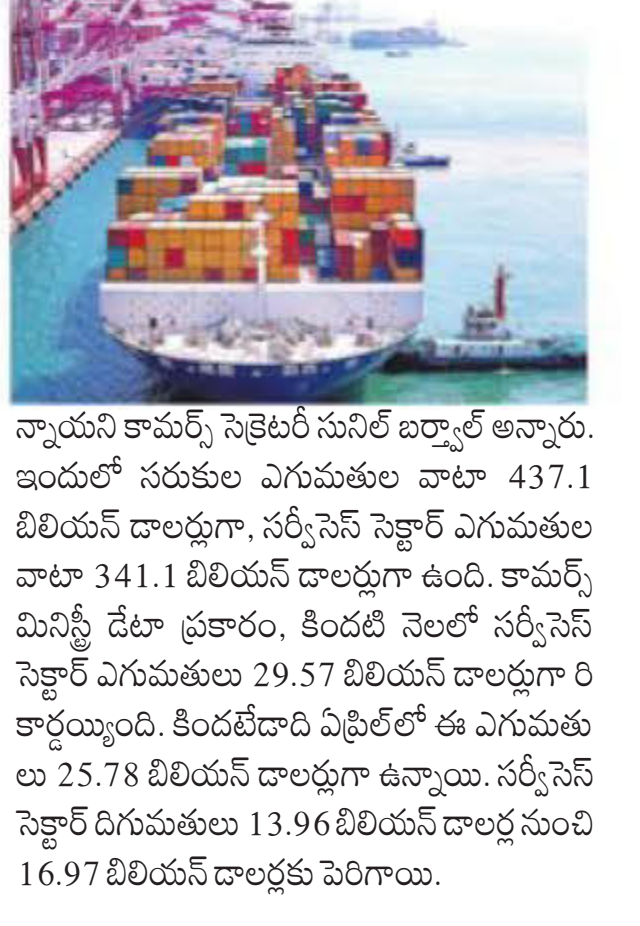 న్నాయని కామర్స్ సెక్రెటరీ సునిల్ బర్త్వాల్ అన్నారు.
ఇందులో సరుకుల ఎగుమతుల వాటా 437.1
బిలియన్ డాలర్లుగా, సర్వీసెస్ సెక్టార్ ఎగుమతుల
వాటా 341.1 బిలియన్ డాలర్లుగా ఉంది. కామర్స్
మినిస్ట్రీ డేటా ప్రకారం, కిందటి నెలలో సర్వీసెస్
సెక్టార్ ఎగుమతులు 29.57 బిలియన్ డాలర్లుగా రి
కార్డయ్యింది. కిందటేడాది ఏప్రిల్‌లో ఈ ఎగుమతు
లు 25.78 బిలియన్ డాలర్లుగా ఉన్నాయి. సర్వీసెస్
సెక్టార్ దిగుమతులు 13.96 బిలియన్ డాలర్ల నుంచి
16.97 బిలియన్ డాలర్లకు పెరిగాయి.